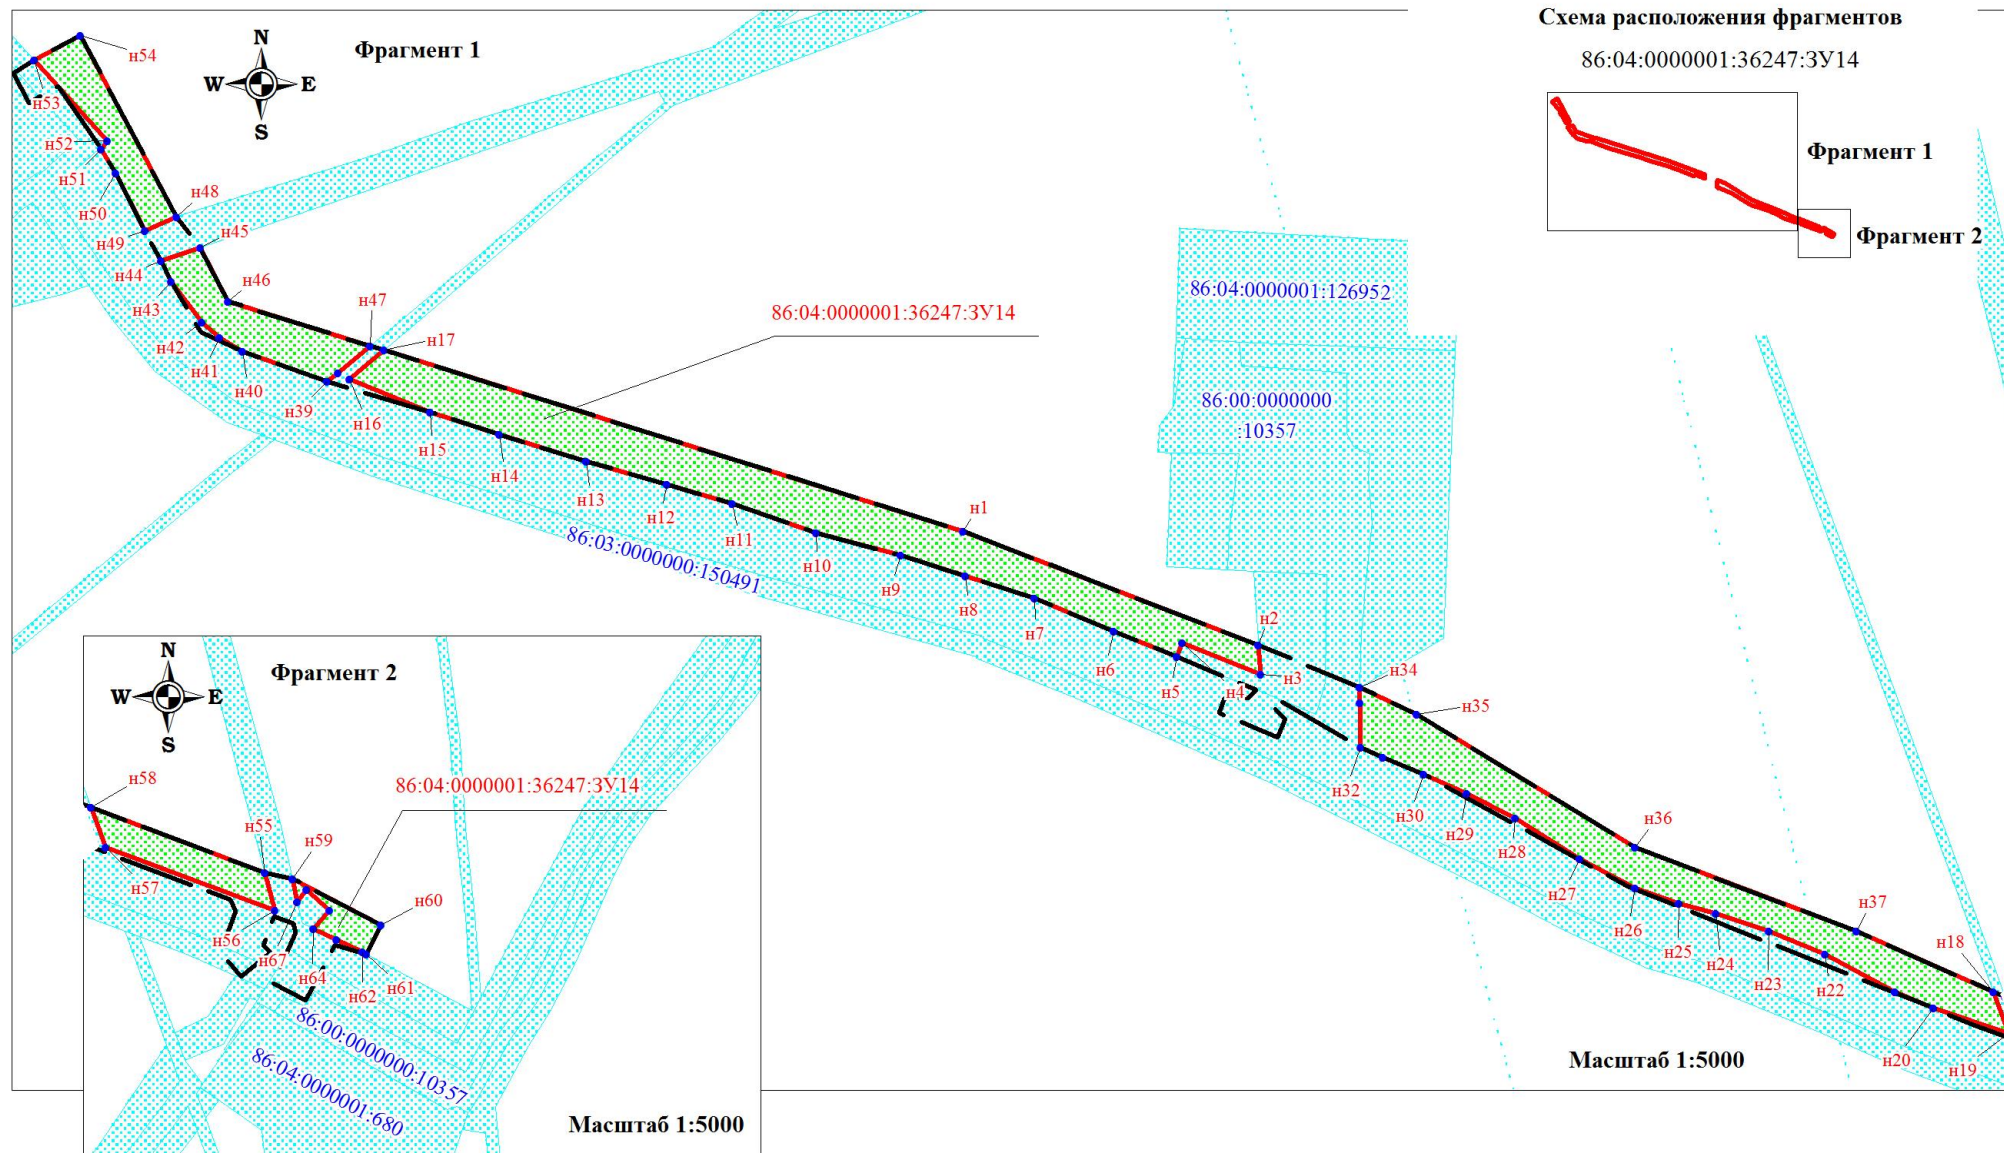 Схема расположения фрагментов
86:04:0000001:36247:ЗУ14
Фрагмент 1
Фрагмент 2
Фрагмент 1
N
W
E
S
н54
н53
н52
н51
н50
н49
н48
н45
н44
н46
н43
н47
н17
н42
н41
н40
н39
н16
н15
н14
н13
н12
н11
н10
н9
н8
н7
н6
н5
н4
н3
н2
н1
86:04:0000001:36247:ЗУ14
86:04:0000001:126952
86:00:0000000
:10357
86:03:0000000:150491
н34
н35
н32
н30
н29
н28
н27
н26
н36
н25
н24
н23
н22
н37
н18
н20
н19
Масштаб 1:5000
Фрагмент 2
N
W
E
S
86:04:0000001:36247:ЗУ14
н58
н55
н59
н57
н60
н56
н67
н64
н62
н61
86:00:0000000:10357
86:04:0000001:680
Масштаб 1:5000